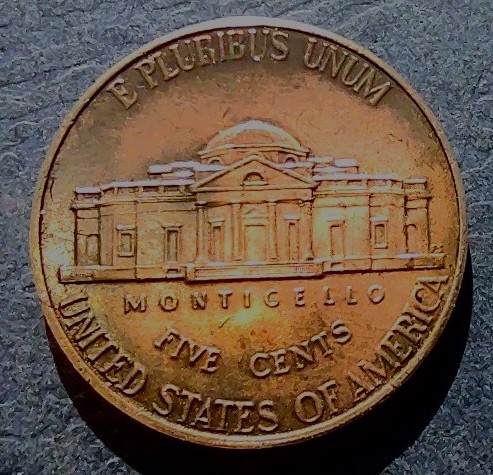 E PLURIBUS UNUM
MONTICELLO
FIVE CENTS
UNITED STATES OF AMERICA